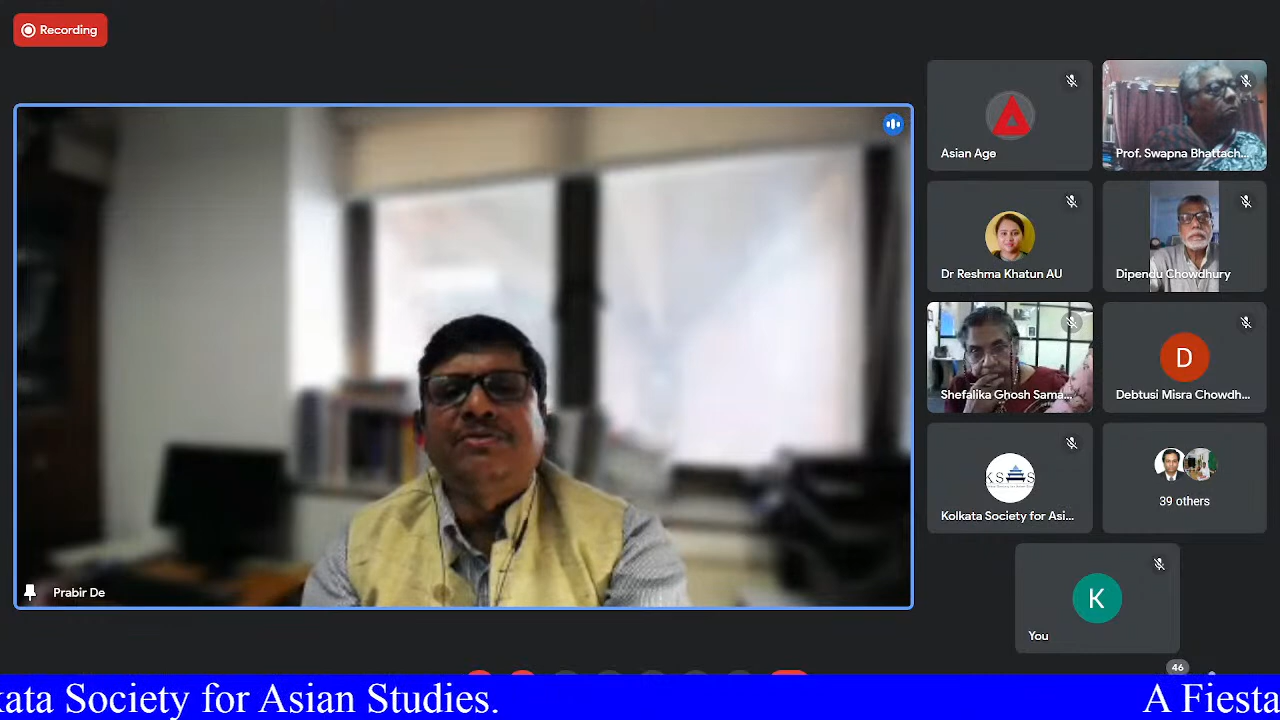 Recording
Prabir De
Asian Age
Prof. Swapna Bhattach...
Dr Reshma Khatun AU
Dipendu Chowdhury
Shefalika Ghosh Sama...
D
Debtusi Misra Chowdh...
Kolkata Society for Asi...
39 others
K
You
46
kata Society for Asian Studies.
A Fiesta